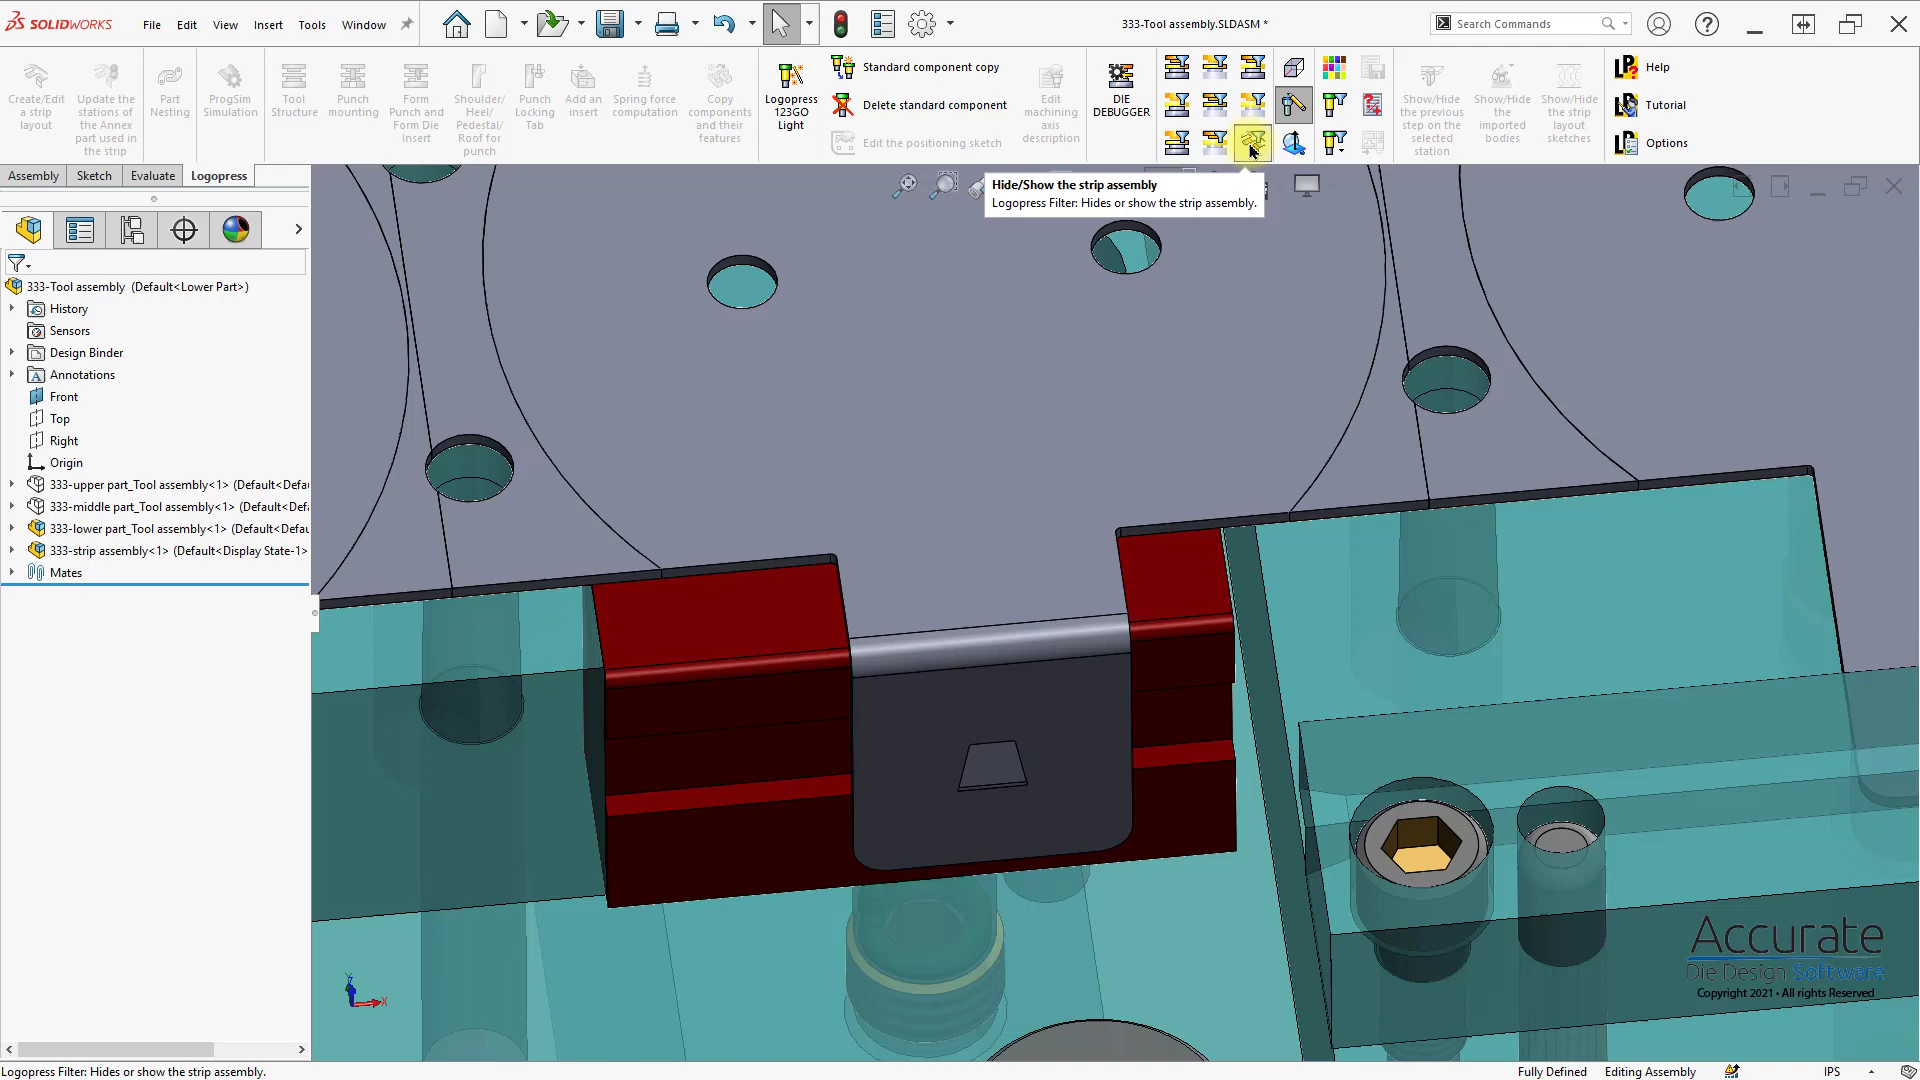 SOLIDWORKS
File
Edit
View
Insert
Tools
Window
333-Tool assembly.SLDASM *
Search Commands
Create/Edit
a strip
layout
Update the
stations of
the Annex
part used in
the strip
Part
Nesting
ProgSim
Simulation
Tool
Structure
Punch
mounting
Form
Punch and
Form Die
Insert
Shoulder/
Heel/
Pedestal/
Roof for
punch
Punch
Locking
Tab
Add an
insert
Spring force
computation
Copy
components
and their
features
Logopress
123GO
Light
Standard component copy
Delete standard component
Edit the positioning sketch
Edit
machining
axis
description
DIE
DEBUGGER
Show/Hide
the previous
step on the
selected
station
Show/Hide
the
imported
bodies
Show/Hide
the strip
layout
sketches
Help
Tutorial
Options
Assembly
Sketch
Evaluate
Logopress
Hide/Show the strip assembly
Logopress Filter: Hides or show the strip assembly.
333-Tool assembly (Default<Lower Part>)
History
Sensors
Design Binder
Annotations
Front
Top
Right
Origin
333-upper part_Tool assembly<1> (Default<Defau
333-middle part_Tool assembly<1> (Default<Def
333-lower part_Tool assembly<1> (Default<Defau
333-strip assembly<1> (Default<Display State-1>
Mates
Y
X
Accurate
Die Design Software
Copyright 2021 • All rights Reserved
Logopress Filter: Hides or show the strip assembly.
Fully Defined
Editing Assembly
IPS